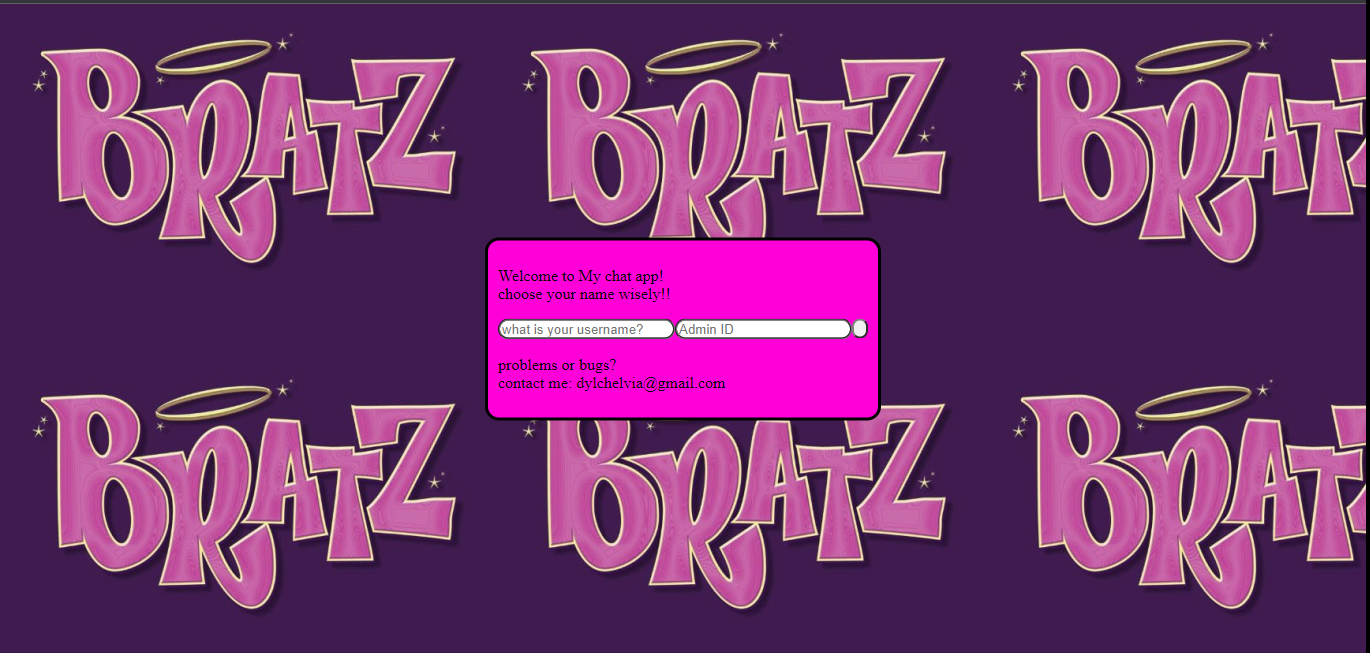 BRATZ BRATZ BRAT
Welcome to My chat app!
choose your name wisely!!
what is your username? Admin ID
problems or bugs?
contact me: dylchelvia@gmail.com
BRATZ BRATZ BRATZ